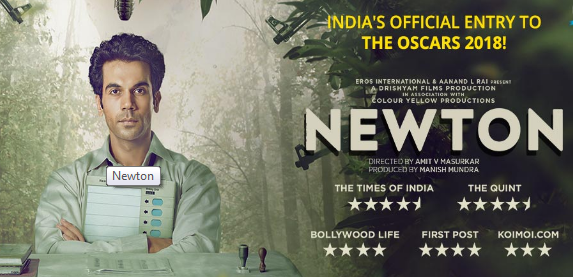 INDIA'S OFFICIAL ENTRY TO
THE OSCARS 2018!
EROS INTERNATIONAL & AANAND L RAI PRESENT
A DRISHYAM FILMS PRODUCTION
IN ASSOCIATION WITH
COLOUR YELLOW PRODUCTIONS
NEWTON
DIRECTED BY AMIT V MASURKAR
PRODUCED BY MANISH MUNDRA
Newton
THE TIMES OF INDIA
THE QUINT
BOLLYWOOD LIFE
FIRST POST
KOIMOI.COM